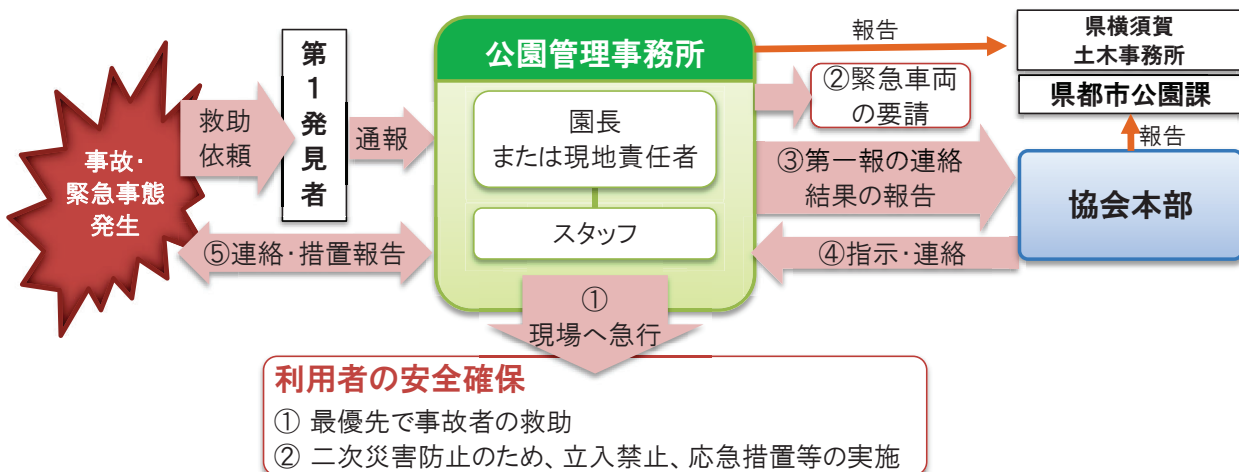 事故・
緊急事態
発生
救助
依頼
第1発見者
通報
公園管理事務所
園長
または現地責任者
スタッフ
報告
県横須賀
土木事務所
県都市公園課
②緊急車両
の要請
報告
③第一報の連絡
結果の報告
協会本部
④指示・連絡
⑤連絡・措置報告
①
現場へ急行
利用者の安全確保
① 最優先で事故者の救助
② 二次災害防止のため、立入禁止、応急措置等の実施